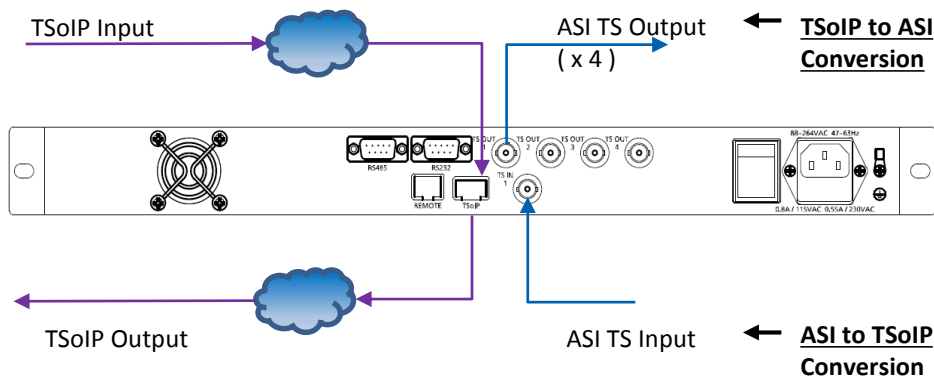 TSoIP Input
ASI TS Output
( x 4 )
TSoIP to ASI
Conversion
88~264VAC 47~63Hz
TS OUT
1
TS OUT
2
TS OUT
3
TS OUT
4
RS485
RS232
TS IN
1
REMOTE
TSoIP
0,8A / 115VAC 0,55A / 230VAC
TSoIP Output
ASI TS Input
ASI to TSoIP
Conversion